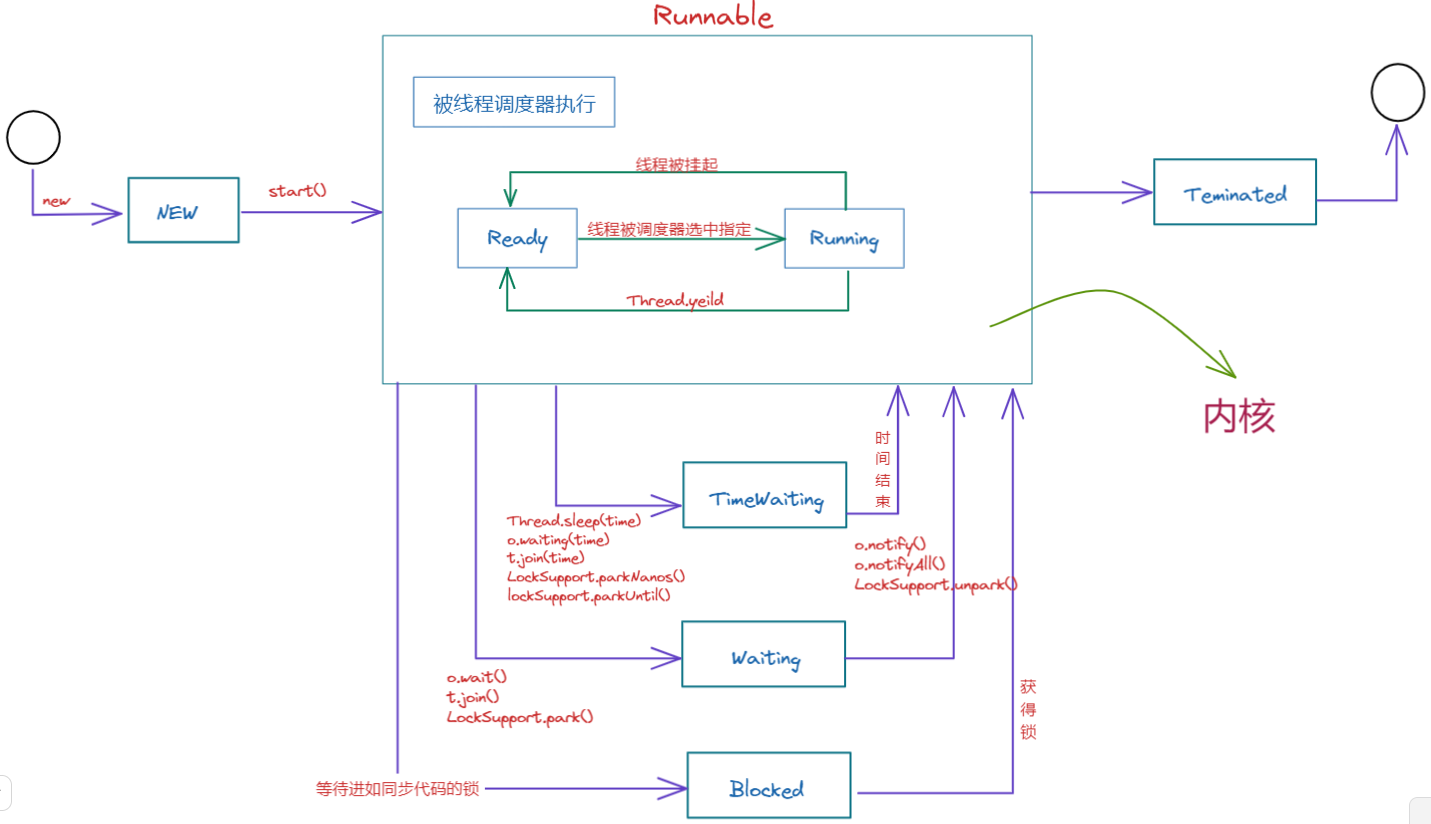 Runnable
被线程调度器执行
new
NEW
start()
线程被挂起
Ready
线程被调度器选中指定
Running
Thread.yeild
Teminated
内核
TimeWaiting
时间结束
Thread.sleep(time)
o.waiting(time)
t.join(time)
LockSupport.parkNanos()
lockSupport.parkUntil()
o.notify()
o.notifyAll()
LockSupport.unpark()
Waiting
o.wait()
t.join()
LockSupport.park()
获得锁
等待进如同步代码的锁
Blocked